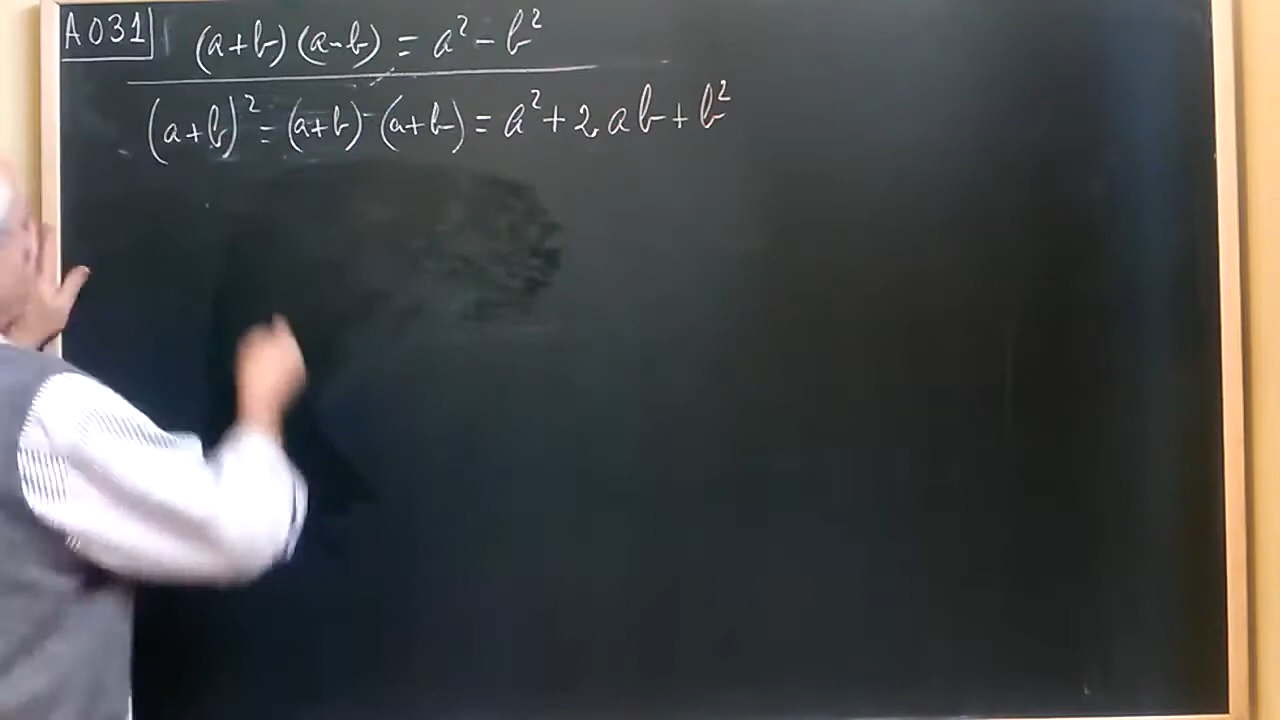 A031
(a+b)(a-b) = a² - b²
(a+b)² = (a+b)·(a+b) = a² + 2ab + b²